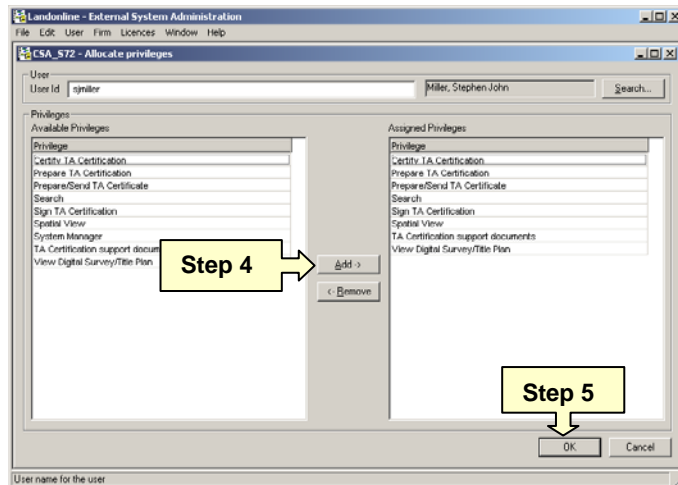 Landonline - External System Administration
File Edit User Firm Licences Window Help
CSA_S72 - Allocate privileges
User
User Id sjmiller Miller, Stephen John Search...
Privileges
Available Privileges
Privilege
Certify TA Certification
Prepare TA Certification
Prepare/Send TA Certificate
Search
Sign TA Certification
Spatial View
System Manager
TA Certification support docum
View Digital Survey/Title Plan
Step 4
Add ->
<- Remove
Assigned Privileges
Privilege
Certify TA Certification
Prepare TA Certification
Prepare/Send TA Certificate
Search
Sign TA Certification
Spatial View
TA Certification support documents
View Digital Survey/Title Plan
Step 5
OK Cancel
User name for the user